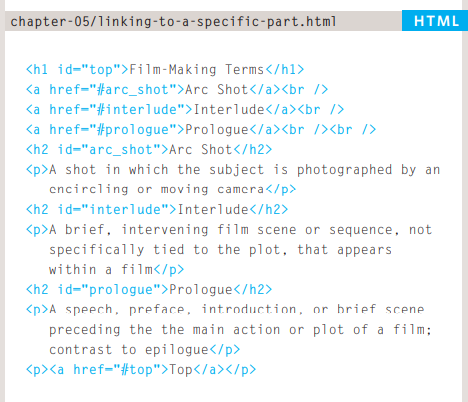 chapter-05/linking-to-a-specific-part.html HTML
<h1 id="top">Film-Making Terms</h1>
<a href="#arc_shot">Arc Shot</a><br />
<a href="#interlude">Interlude</a><br />
<a href="#prologue">Prologue</a><br /><br />
<h2 id="arc_shot">Arc Shot</h2>
<p>A shot in which the subject is photographed by an
encircling or moving camera</p>
<h2 id="interlude">Interlude</h2>
<p>A brief, intervening film scene or sequence, not
specifically tied to the plot, that appears
within a film</p>
<h2 id="prologue">Prologue</h2>
<p>A speech, preface, introduction, or brief scene
preceding the the main action or plot of a film;
contrast to epilogue</p>
<p><a href="#top">Top</a></p>